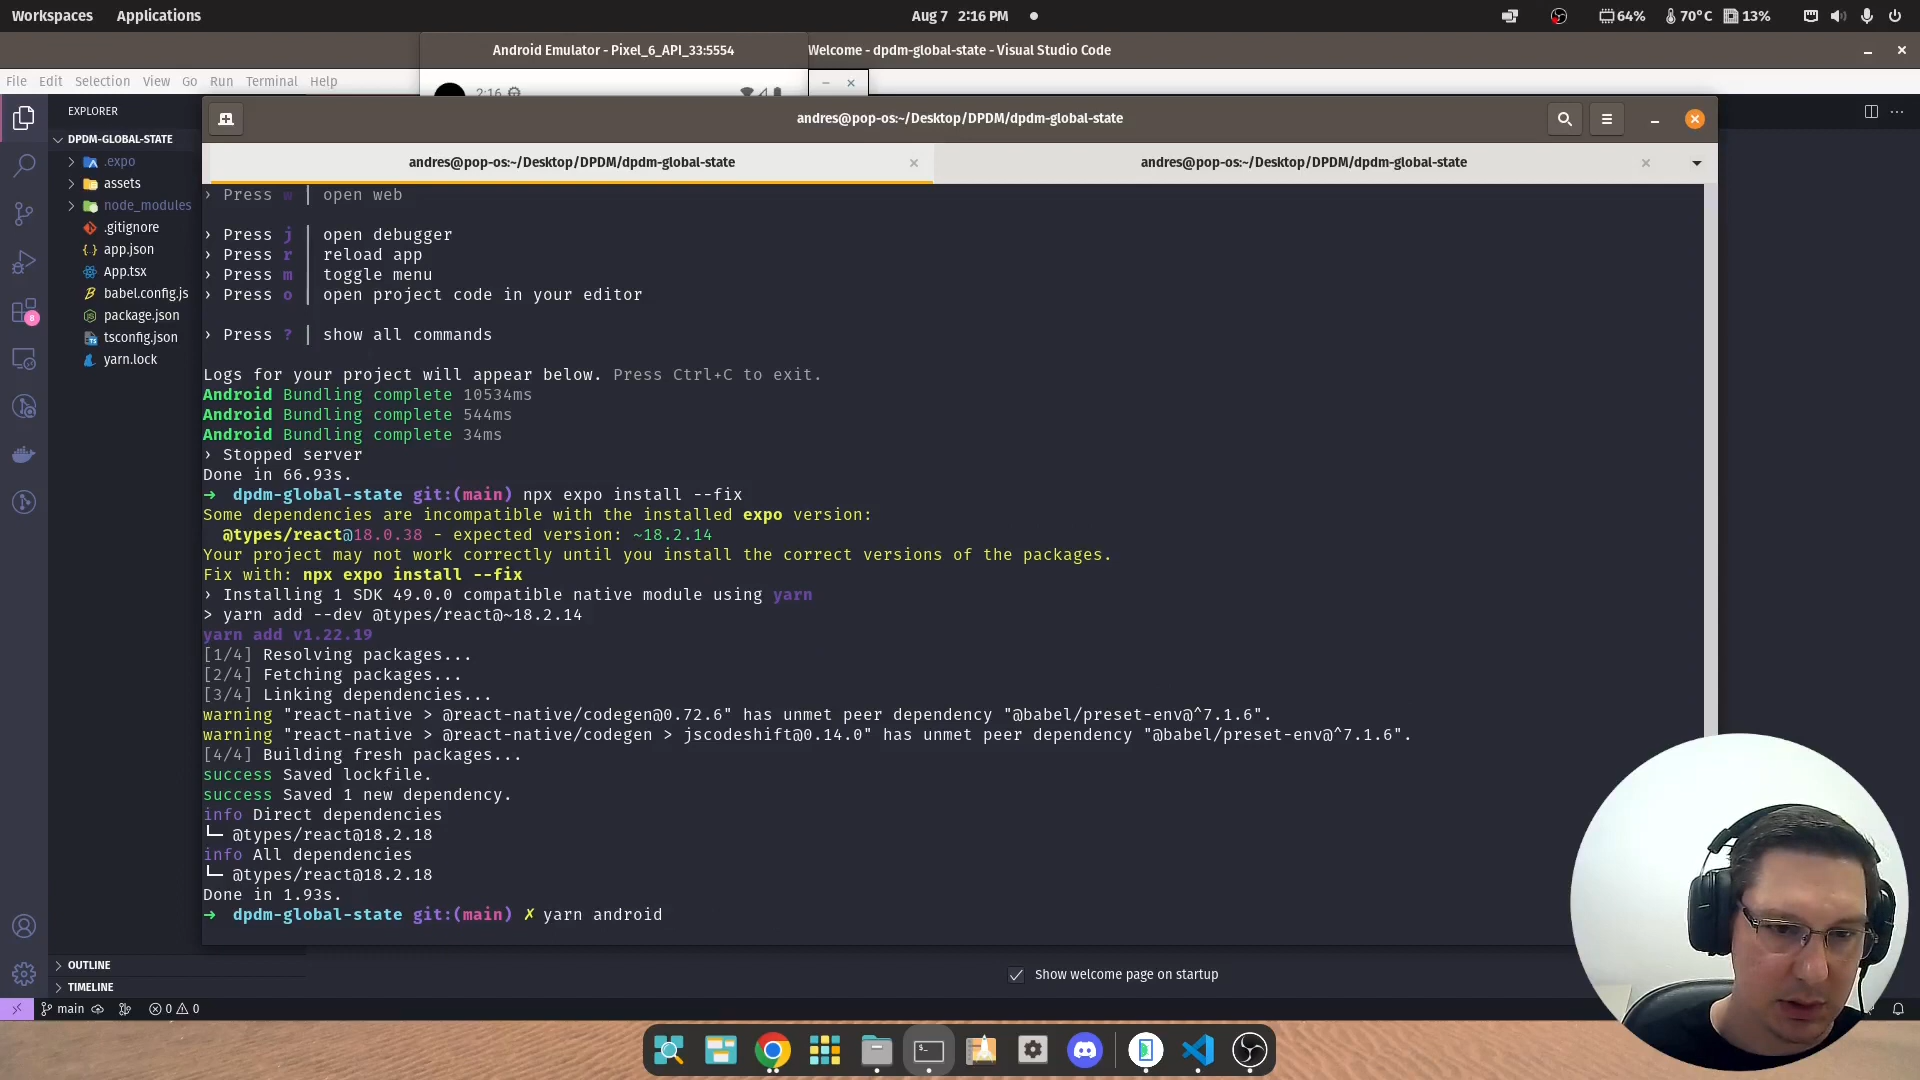 Workspaces Applications Aug 7 2:16 PM 64% 70°C 13%
Android Emulator - Pixel_6_API_33:5554 Welcome - dpdm-global-state - Visual Studio Code
File Edit Selection View Go Run Terminal Help
2:16
EXPLORER
DPDM-GLOBAL-STATE
.expo
assets
node_modules
.gitignore
app.json
App.tsx
babel.config.js
package.json
tsconfig.json
yarn.lock
8
OUTLINE
TIMELINE
andres@pop-os:~/Desktop/DPDM/dpdm-global-state
andres@pop-os:~/Desktop/DPDM/dpdm-global-state andres@pop-os:~/Desktop/DPDM/dpdm-global-state
› Press w │ open web
› Press j │ open debugger
› Press r │ reload app
› Press m │ toggle menu
› Press o │ open project code in your editor
› Press ? │ show all commands
Logs for your project will appear below. Press Ctrl+C to exit.
Android Bundling complete 10534ms
Android Bundling complete 544ms
Android Bundling complete 34ms
› Stopped server
Done in 66.93s.
➜ dpdm-global-state git:(main) npx expo install --fix
Some dependencies are incompatible with the installed expo version:
@types/react@18.0.38 - expected version: ~18.2.14
Your project may not work correctly until you install the correct versions of the packages.
Fix with: npx expo install --fix
› Installing 1 SDK 49.0.0 compatible native module using yarn
> yarn add --dev @types/react@~18.2.14
yarn add v1.22.19
[1/4] Resolving packages...
[2/4] Fetching packages...
[3/4] Linking dependencies...
warning "react-native > @react-native/codegen@0.72.6" has unmet peer dependency "@babel/preset-env@^7.1.6".
warning "react-native > @react-native/codegen > jscodeshift@0.14.0" has unmet peer dependency "@babel/preset-env@^7.1.6".
[4/4] Building fresh packages...
success Saved lockfile.
success Saved 1 new dependency.
info Direct dependencies
└─ @types/react@18.2.18
info All dependencies
└─ @types/react@18.2.18
Done in 1.93s.
➜ dpdm-global-state git:(main) ✗ yarn android
Show welcome page on startup
main 0 0